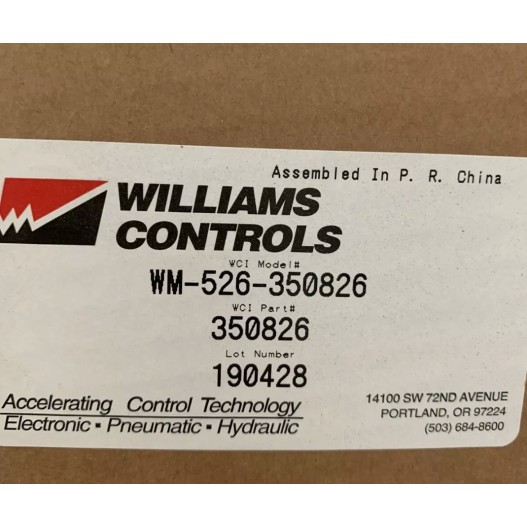 Assembled In P. R. China
WILLIAMS
CONTROLS
WCI Model#
WM-526-350826
WCI Part#
350826
Lot Number
190428
Accelerating Control Technology
Electronic • Pneumatic • Hydraulic
14100 SW 72ND AVENUE
PORTLAND, OR 97224
(503) 684-8600